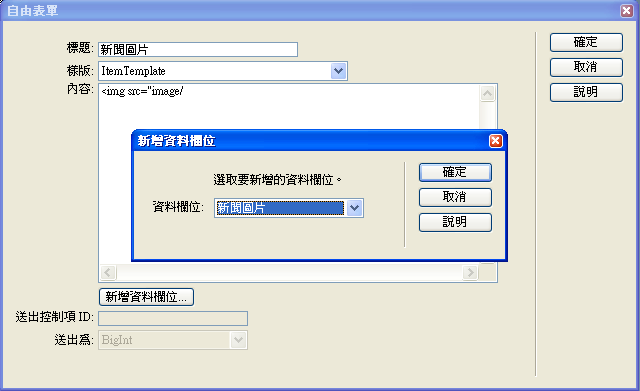 自由表單
標題: 新聞圖片
確定
樣版: ItemTemplate
取消
內容: <img src="image/
說明
新增資料欄位
選取要新增的資料欄位。
確定
資料欄位: 新聞圖片
取消
說明
新增資料欄位...
送出控制項 ID:
送出為: BigInt